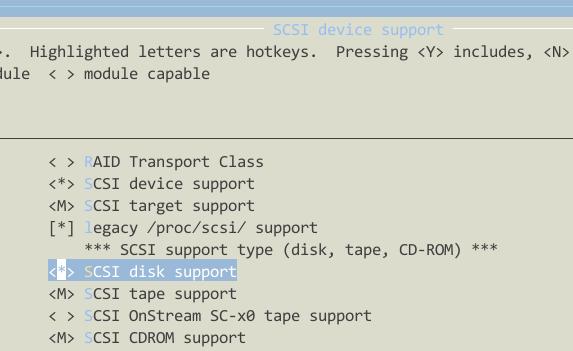 SCSI device support
>.  Highlighted letters are hotkeys.  Pressing <Y> includes, <N>
dule  < > module capable
< > RAID Transport Class
<*> SCSI device support
<M> SCSI target support
[*] legacy /proc/scsi/ support
*** SCSI support type (disk, tape, CD-ROM) ***
<*> SCSI disk support
<M> SCSI tape support
< > SCSI OnStream SC-x0 tape support
<M> SCSI CDROM support